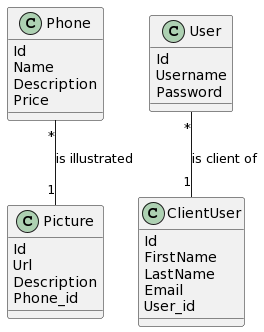 C Phone
Id
Name
Description
Price
C User
Id
Username
Password
*
is illustrated
1
*
is client of
1
C Picture
Id
Url
Description
Phone_id
C ClientUser
Id
FirstName
LastName
Email
User_id